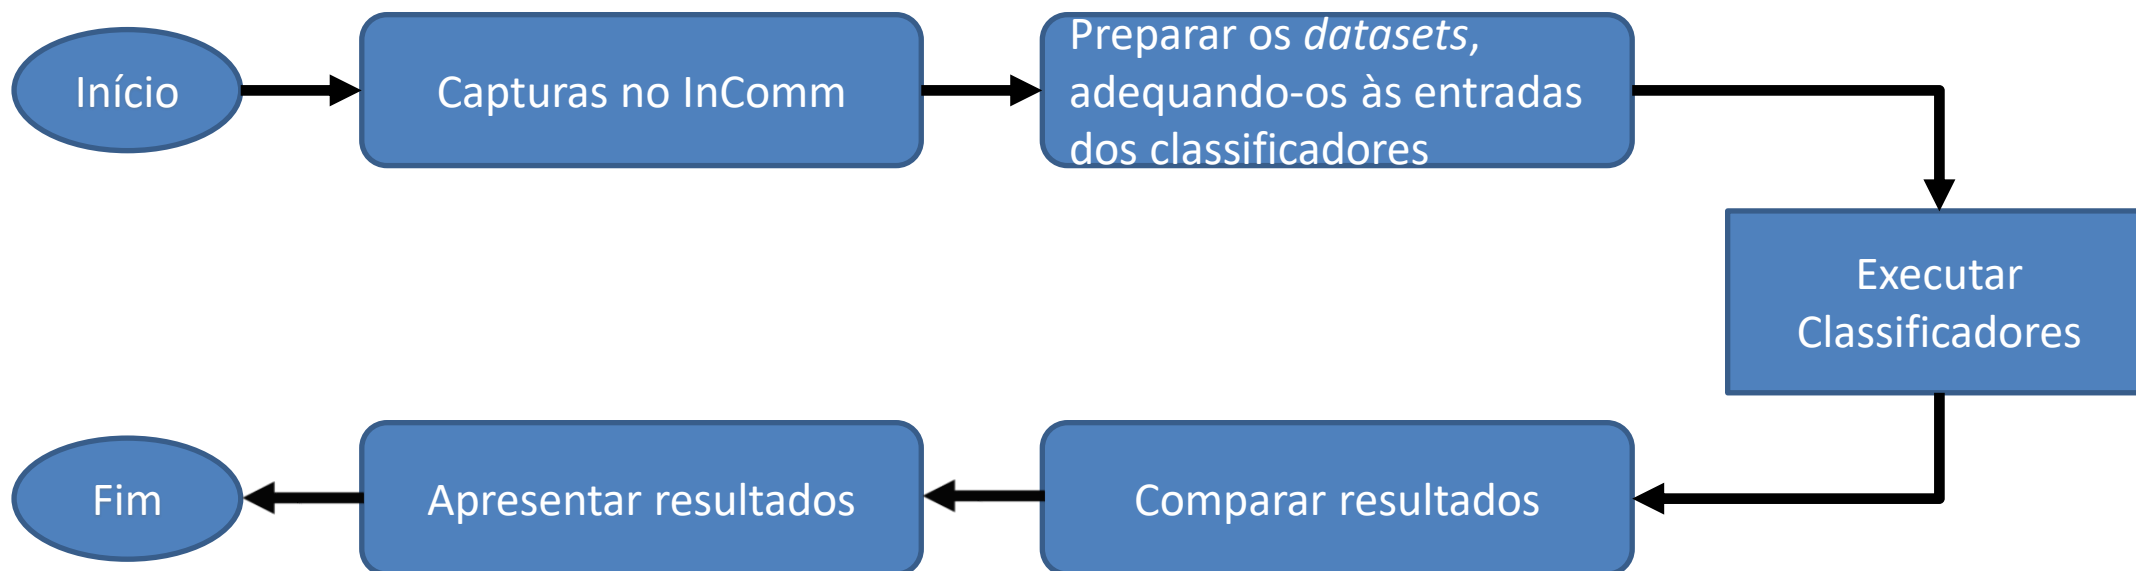 Início
Capturas no InComm
Preparar os datasets,
adequando-os às entradas
dos classificadores
Executar
Classificadores
Comparar resultados
Apresentar resultados
Fim